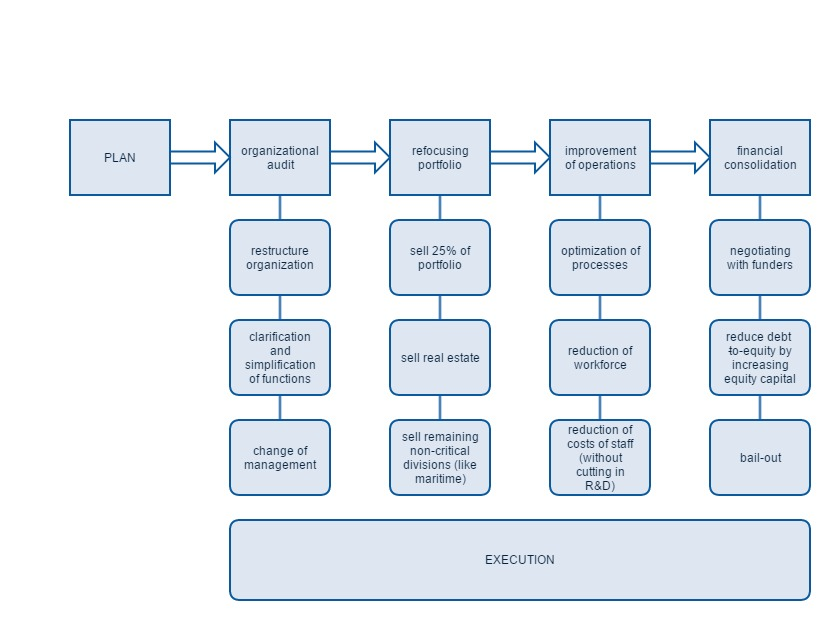 PLAN
organizational
audit
refocusing
portfolio
improvement
of operations
financial
consolidation
restructure
organization
sell 25% of
portfolio
optimization of
processes
negotiating
with funders
clarification
and
simplification
of functions
sell real estate
reduction of
workforce
reduce debt
to-equity by
increasing
equity capital
change of
management
sell remaining
non-critical
divisions (like
maritime)
reduction of
costs of staff
(without
cutting in
R&D)
bail-out
EXECUTION